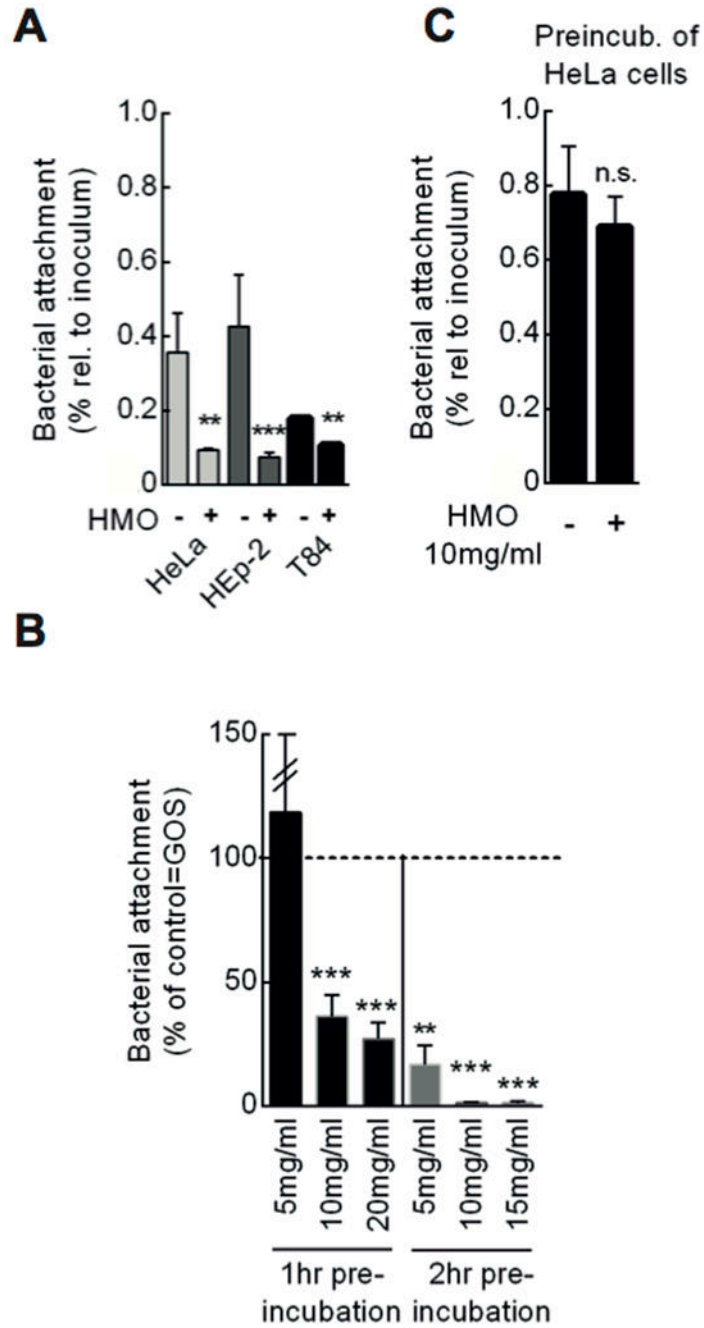 A
Bacterial attachment
(% rel. to inoculum)
1.0
0.8
0.6
0.4
0.2
0
** *** **
HMO - + - + - +
HeLa HEp-2 T84
C
Preincub. of
HeLa cells
Bacterial attachment
(% rel to inoculum)
1.0
0.8
0.6
0.4
0.2
0
n.s.
HMO - +
10mg/ml
B
Bacterial attachment
(% of control=GOS)
150
100
50
0
*** *** ** *** ***
5mg/ml 10mg/ml 20mg/ml 5mg/ml 10mg/ml 15mg/ml
1hr pre- 2hr pre-
incubation incubation